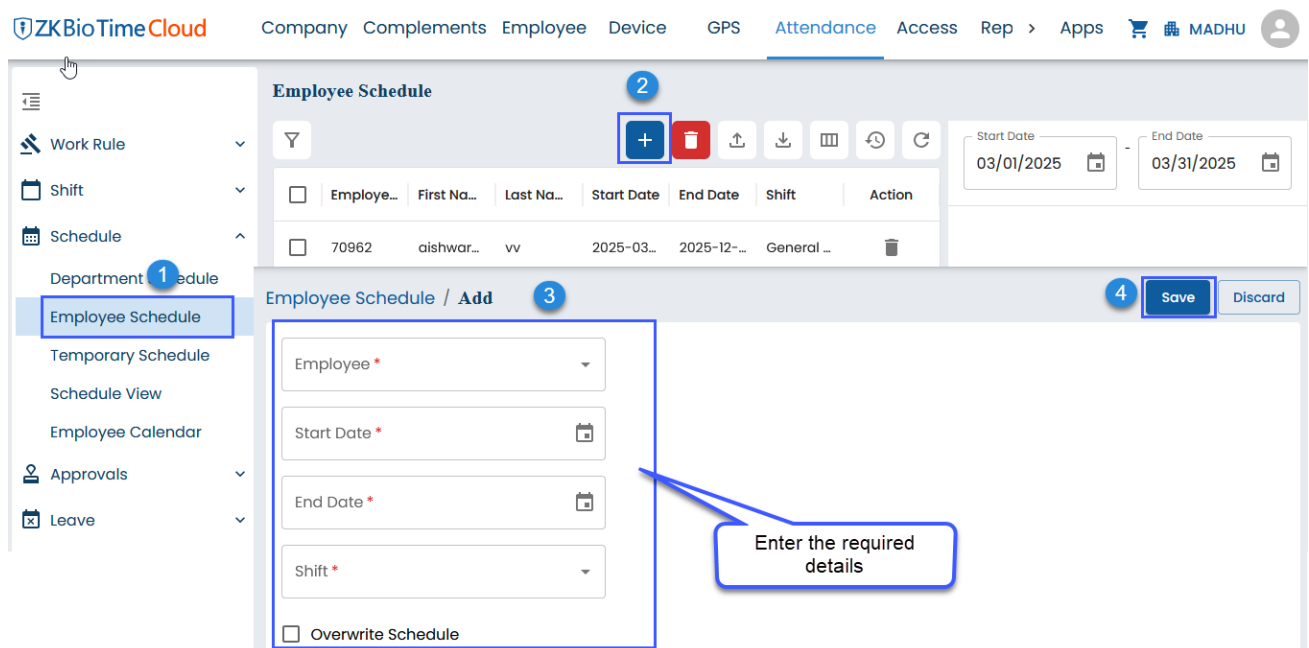 ZKBioTime Cloud
Company Complements Employee Device GPS Attendance Access Rep > Apps MADHU
Work Rule
Shift
Schedule
Department edule
1
Employee Schedule
Temporary Schedule
Schedule View
Employee Calendar
Approvals
Leave
Employee Schedule
2
Start Date
03/01/2025
-
End Date
03/31/2025
Employe... First Na... Last Na... Start Date End Date Shift Action
70962 aishwar... vv 2025-03... 2025-12-... General ...
Employee Schedule / Add
3
4
Save
Discard
Employee *
Start Date *
End Date *
Shift *
Overwrite Schedule
Enter the required
details